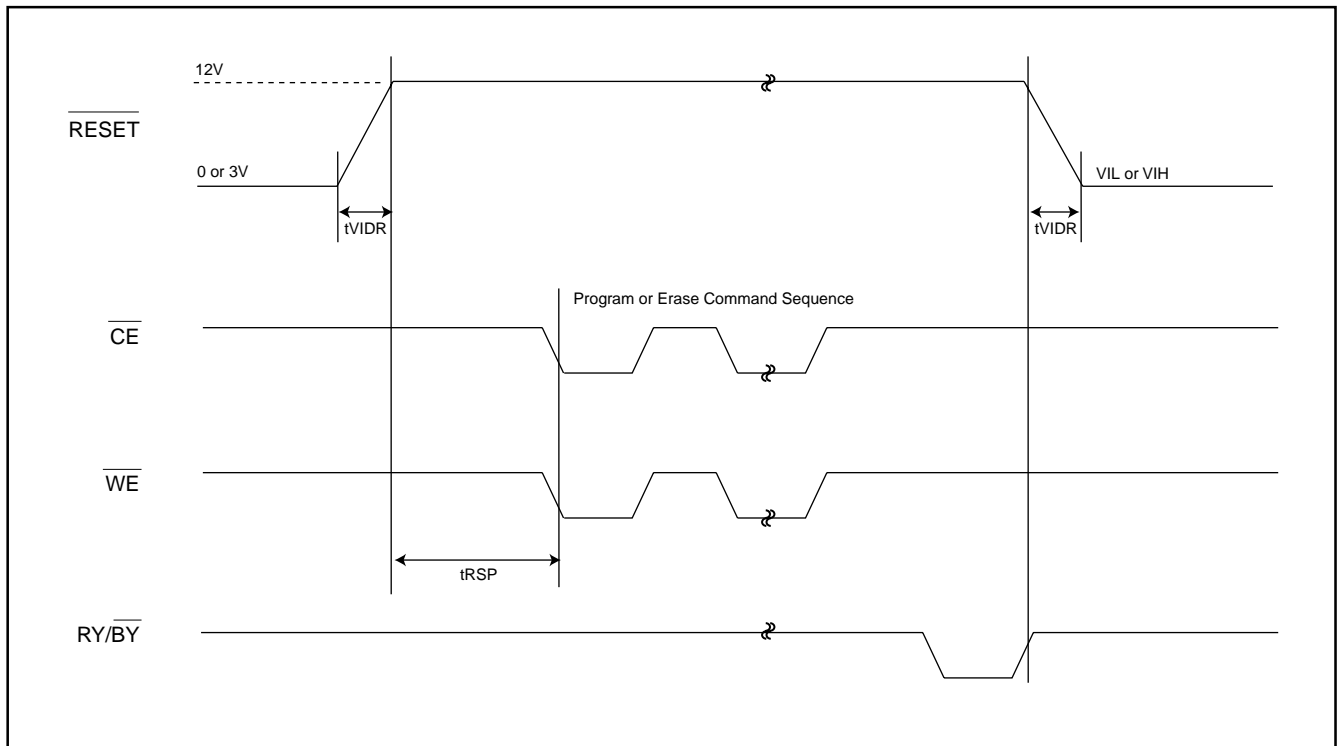 12V
RESET
0 or 3V
VIL or VIH
tVIDR
tVIDR
Program or Erase Command Sequence
CE
WE
tRSP
RY/BY